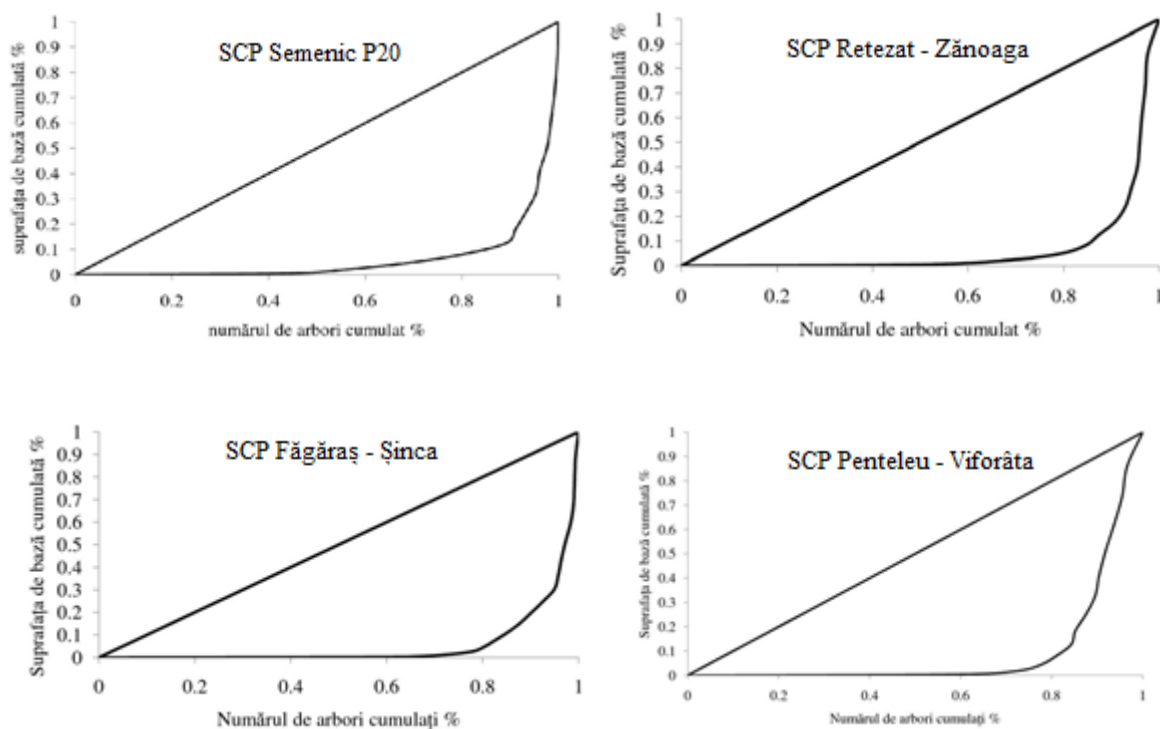 SCP Semenic P20
suprafața de bază cumulată %
1
0.9
0.8
0.7
0.6
0.5
0.4
0.3
0.2
0.1
0
0 0.2 0.4 0.6 0.8 1
numărul de arbori cumulat %
SCP Retezat - Zănoaga
Suprafața de bază cumulată %
1
0.9
0.8
0.7
0.6
0.5
0.4
0.3
0.2
0.1
0
0 0.2 0.4 0.6 0.8 1
Numărul de arbori cumulat %
SCP Făgăraș - Șinca
Suprafața de bază cumulată %
1
0.9
0.8
0.7
0.6
0.5
0.4
0.3
0.2
0.1
0
0 0.2 0.4 0.6 0.8 1
Numărul de arbori cumulați %
SCP Penteleu - Viforâta
Suprafața de bază cumulată %
1
0.9
0.8
0.7
0.6
0.5
0.4
0.3
0.2
0.1
0
0 0.2 0.4 0.6 0.8 1
Numărul de arbori cumulați %